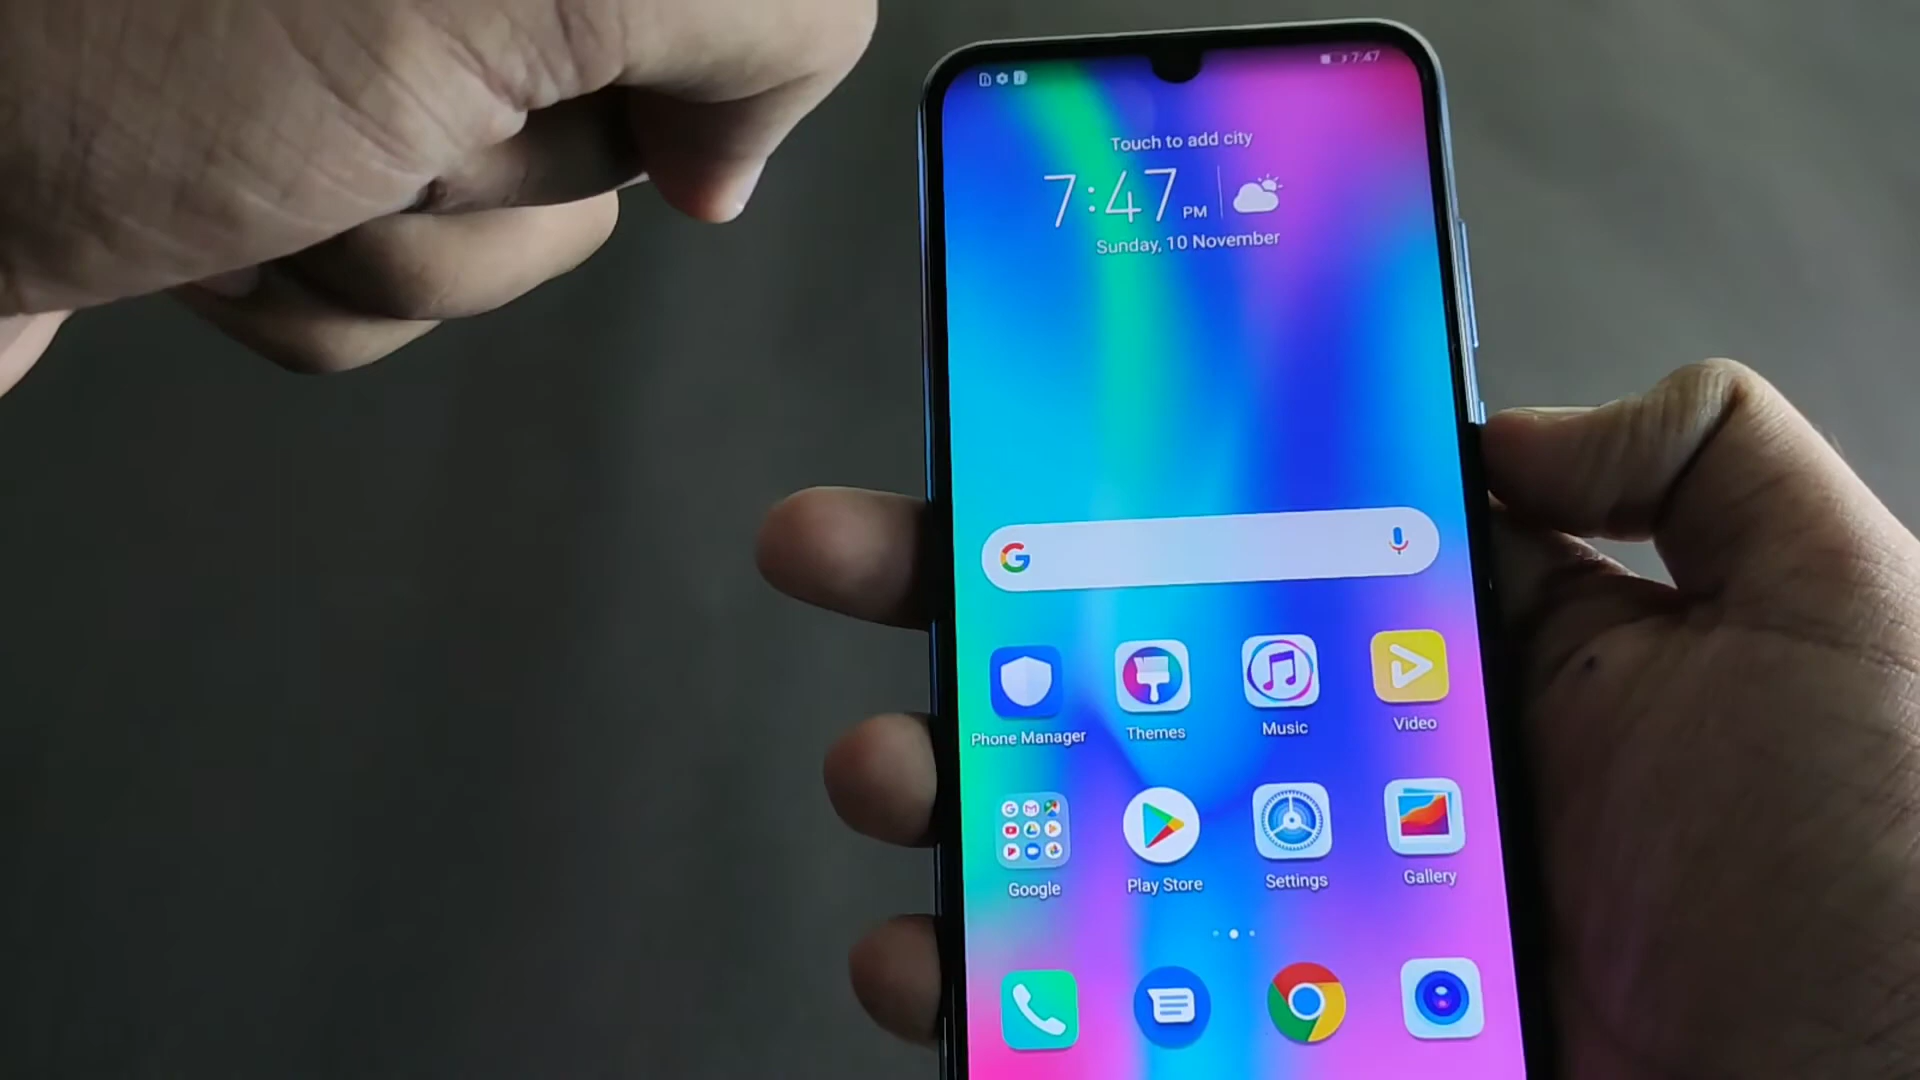 7:47
Touch to add city
7:47 PM
Sunday, 10 November
Phone Manager
Themes
Music
Video
Google
Play Store
Settings
Gallery